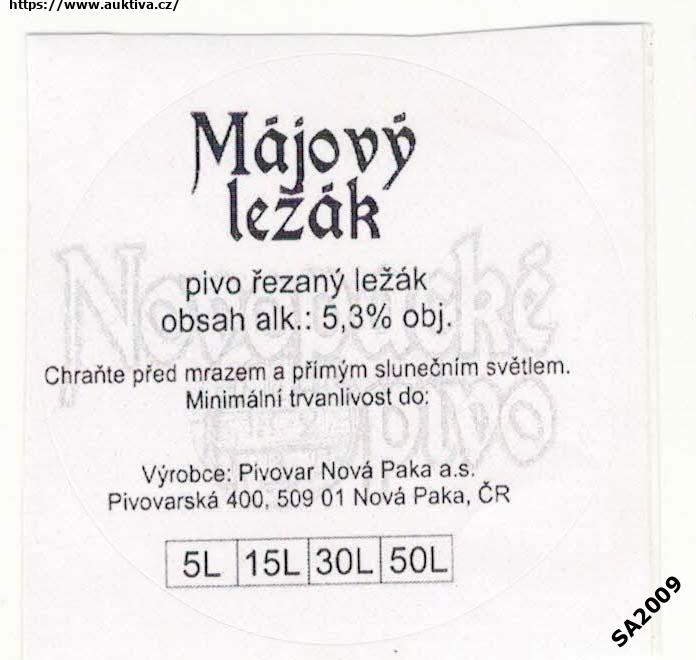 https://www.auktiva.cz/
Májový
ležák
Novopacké
pivo
pivo řezaný ležák
obsah alk.: 5,3% obj.
Chraňte před mrazem a přímým slunečním světlem.
Minimální trvanlivost do:
Výrobce: Pivovar Nová Paka a.s.
Pivovarská 400, 509 01 Nová Paka, ČR
5L 15L 30L 50L
SA2009